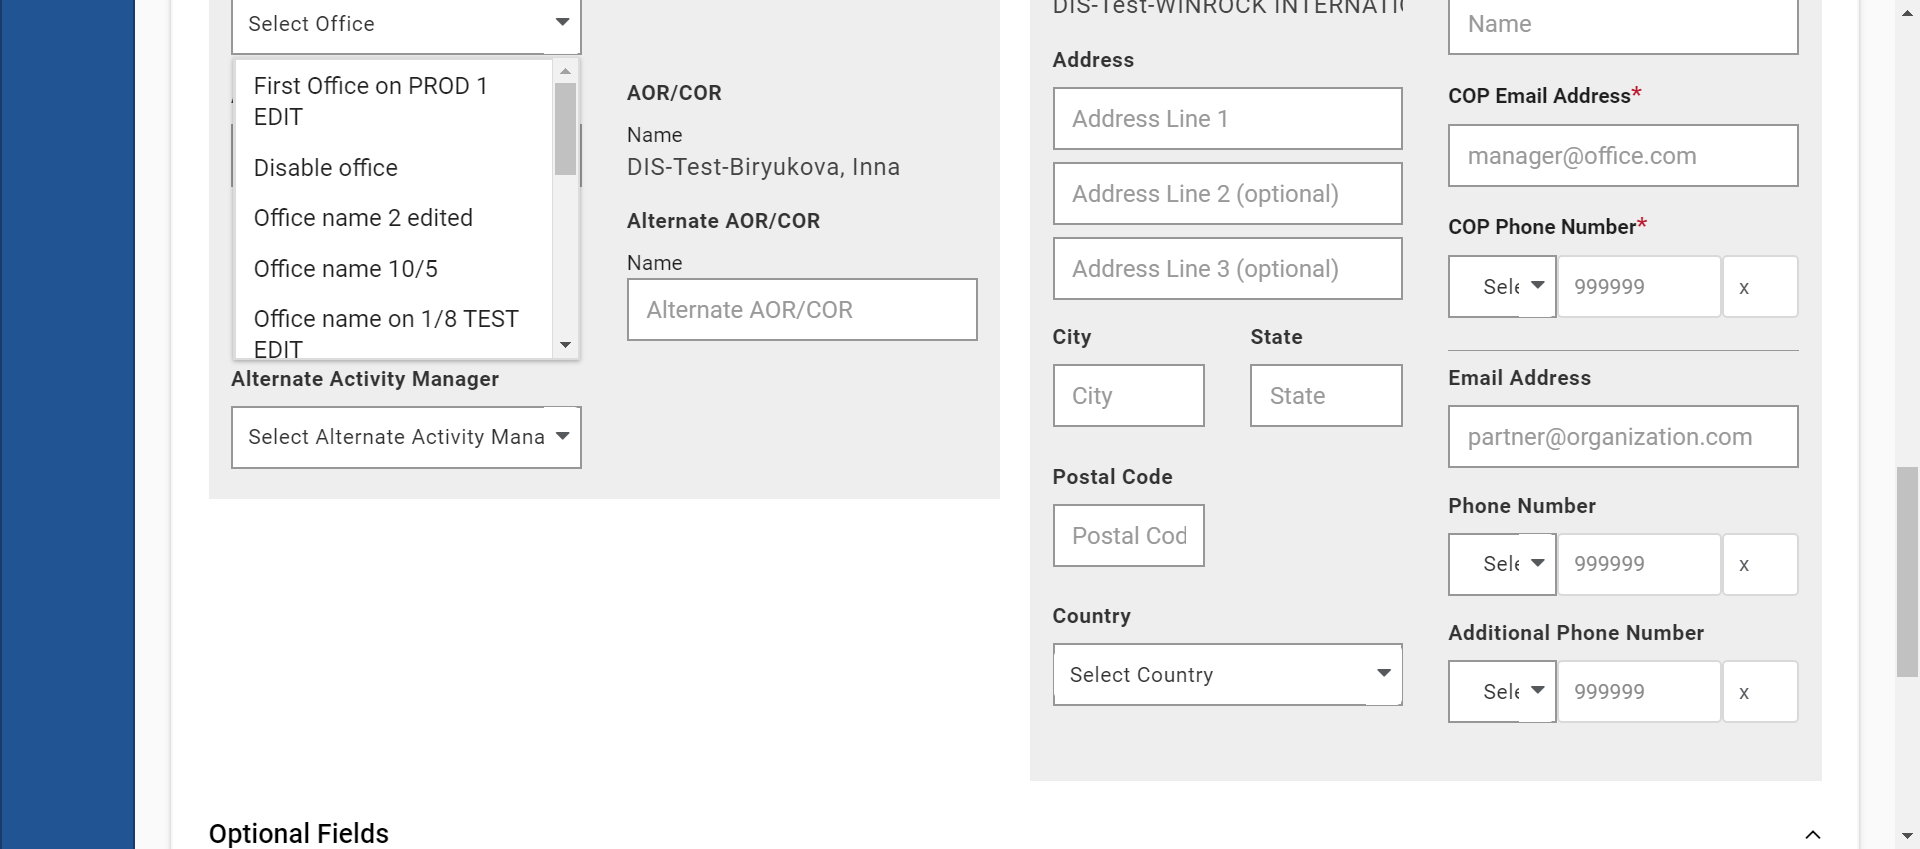 Select Office
First Office on PROD 1
EDIT
Disable office
Office name 2 edited
Office name 10/5
Office name on 1/8 TEST
EDIT
Alternate Activity Manager
Select Alternate Activity Mana
AOR/COR
Name
DIS-Test-Biryukova, Inna
Alternate AOR/COR
Name
Alternate AOR/COR
DIS-Test-WINROCK INTERNATI
Address
Address Line 1
Address Line 2 (optional)
Address Line 3 (optional)
City State
City State
Postal Code
Postal Cod
Country
Select Country
Name
COP Email Address*
manager@office.com
COP Phone Number*
Sele 999999 x
Email Address
partner@organization.com
Phone Number
Sele 999999 x
Additional Phone Number
Sele 999999 x
Optional Fields